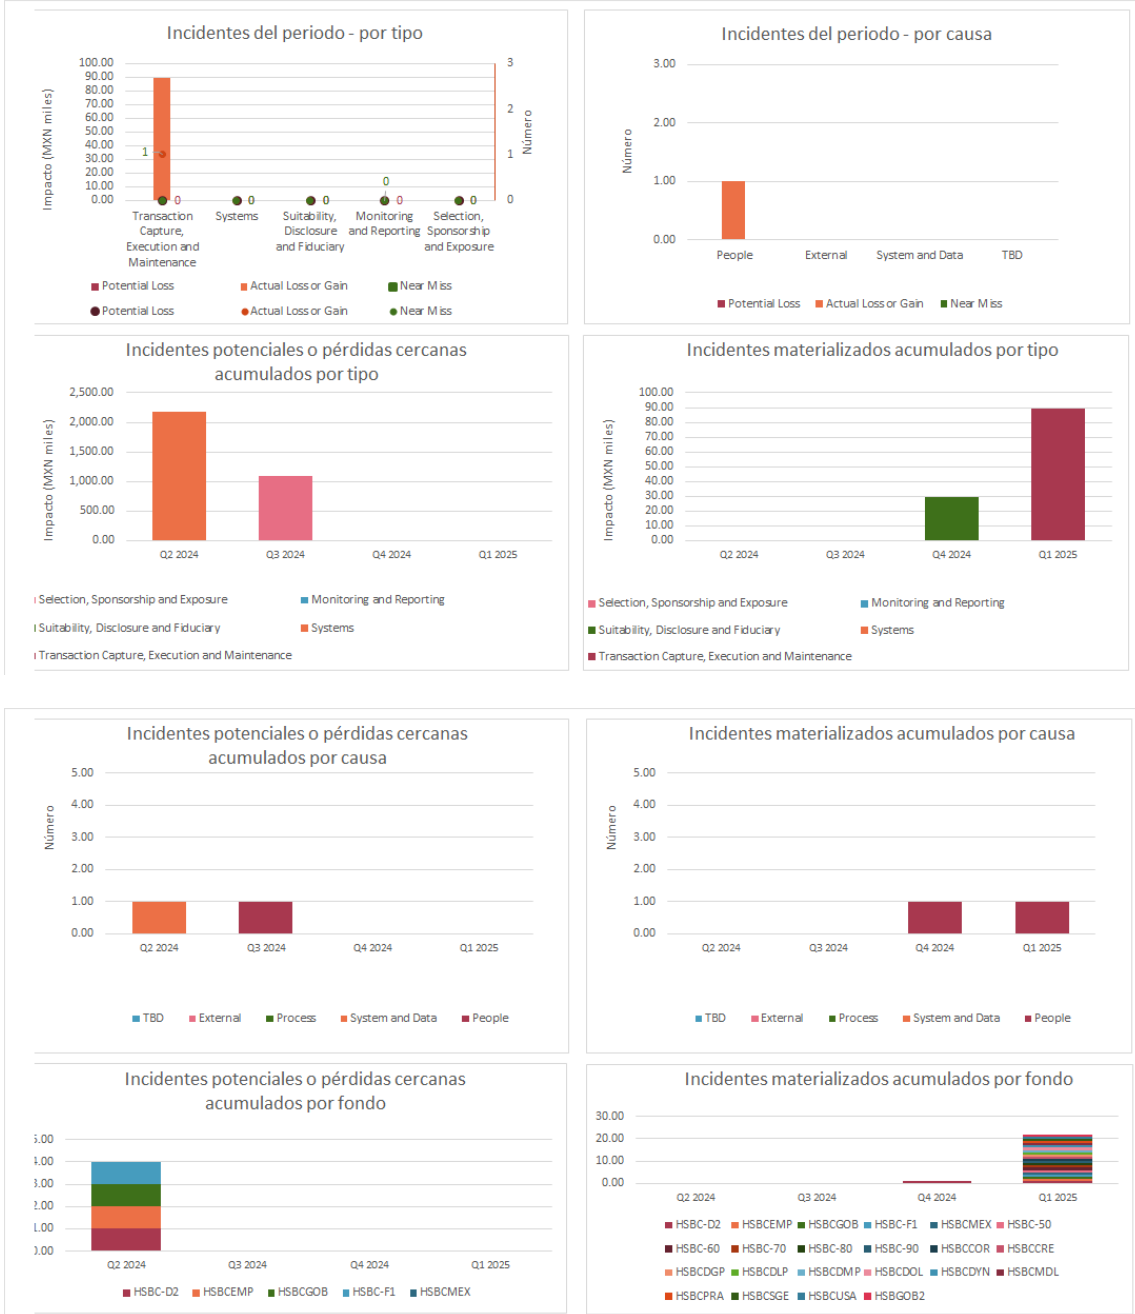 Incidentes del periodo - por tipo
Impacto (MXN miles)
100.00
90.00
80.00
70.00
60.00
50.00
40.00
30.00
20.00
10.00
0.00
3
2
1
0
Número
1
0
0
0
0
0
0
Transaction Capture, Execution and Maintenance
Systems
Suitability, Disclosure and Fiduciary
Monitoring and Reporting
Selection, Sponsorship and Exposure
Potential Loss Actual Loss or Gain Near Miss
Potential Loss Actual Loss or Gain Near Miss
Incidentes del periodo - por causa
Número
3.00
2.00
1.00
0.00
People External System and Data TBD
Potential Loss Actual Loss or Gain Near Miss
Incidentes potenciales o pérdidas cercanas
acumulados por tipo
Impacto (MXN miles)
2,500.00
2,000.00
1,500.00
1,000.00
500.00
0.00
Q2 2024 Q3 2024 Q4 2024 Q1 2025
Selection, Sponsorship and Exposure Monitoring and Reporting
Suitability, Disclosure and Fiduciary Systems
Transaction Capture, Execution and Maintenance
Incidentes materializados acumulados por tipo
Impacto (MXN miles)
100.00
90.00
80.00
70.00
60.00
50.00
40.00
30.00
20.00
10.00
0.00
Q2 2024 Q3 2024 Q4 2024 Q1 2025
Selection, Sponsorship and Exposure Monitoring and Reporting
Suitability, Disclosure and Fiduciary Systems
Transaction Capture, Execution and Maintenance
Incidentes potenciales o pérdidas cercanas
acumulados por causa
Número
5.00
4.00
3.00
2.00
1.00
0.00
Q2 2024 Q3 2024 Q4 2024 Q1 2025
TBD External Process System and Data People
Incidentes materializados acumulados por causa
Número
5.00
4.00
3.00
2.00
1.00
0.00
Q2 2024 Q3 2024 Q4 2024 Q1 2025
TBD External Process System and Data People
Incidentes potenciales o pérdidas cercanas
acumulados por fondo
5.00
4.00
3.00
2.00
1.00
0.00
Q2 2024 Q3 2024 Q4 2024 Q1 2025
HSBC-D2 HSBCEMP HSBCGOB HSBC-F1 HSBCMEX
Incidentes materializados acumulados por fondo
30.00
20.00
10.00
0.00
Q2 2024 Q3 2024 Q4 2024 Q1 2025
HSBC-D2 HSBCEMP HSBCGOB HSBC-F1 HSBCMEX HSBC-50
HSBC-60 HSBC-70 HSBC-80 HSBC-90 HSBCCOR HSBCCRE
HSBCDGP HSBCDLP HSBCDMP HSBCDOL HSBCDYN HSBCMDL
HSBCPRA HSBCSGE HSBCUSA HSBGOB2